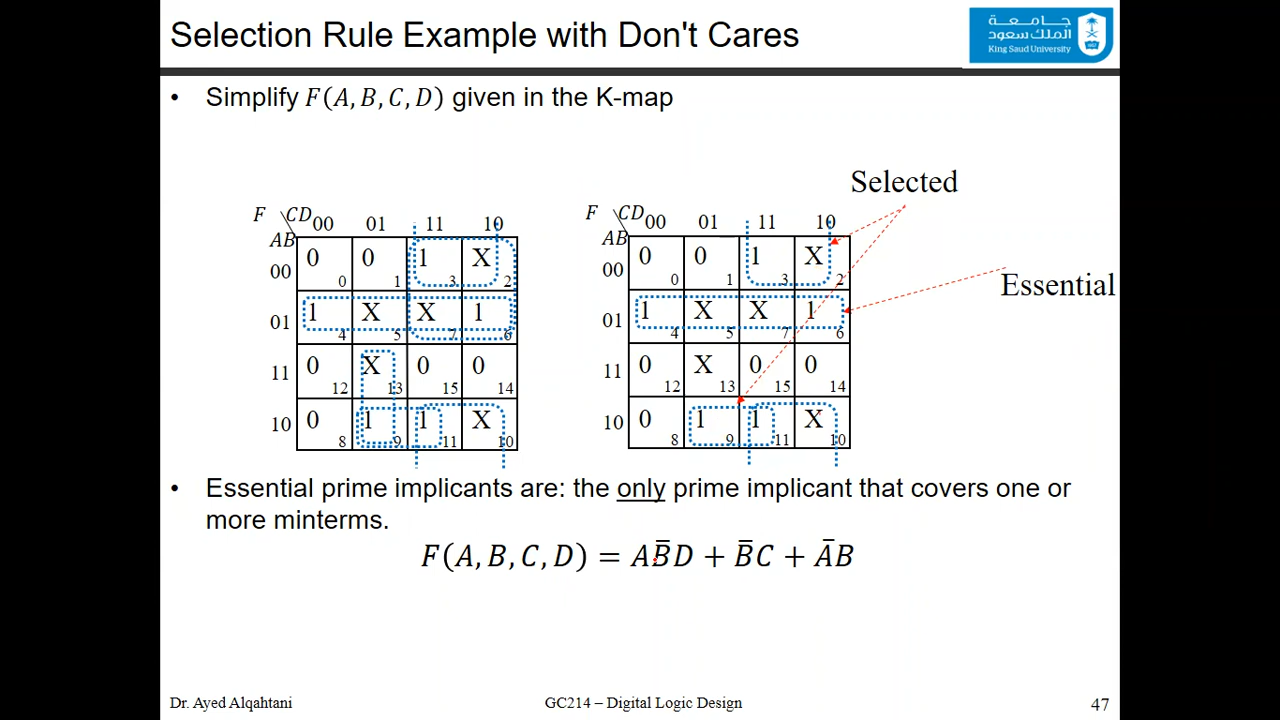 Selection Rule Example with Don't Cares
جامعة
الملك سعود
King Saud University
• Simplify F(A, B, C, D) given in the K-map
Selected
Essential
F CD 00 01 11 10
AB
00 0 0 1 X
0 1 3 2
01 1 X X 1
4 5 7 6
11 0 X 0 0
12 13 15 14
10 0 1 1 X
8 9 11 10
F CD 00 01 11 10
AB
00 0 0 1 X
0 1 3 2
01 1 X X 1
4 5 7 6
11 0 X 0 0
12 13 15 14
10 0 1 1 X
8 9 11 10
• Essential prime implicants are: the only prime implicant that covers one or
more minterms.
F(A, B, C, D) = AB̅D + B̅C + A̅B
Dr. Ayed Alqahtani
GC214 – Digital Logic Design
47